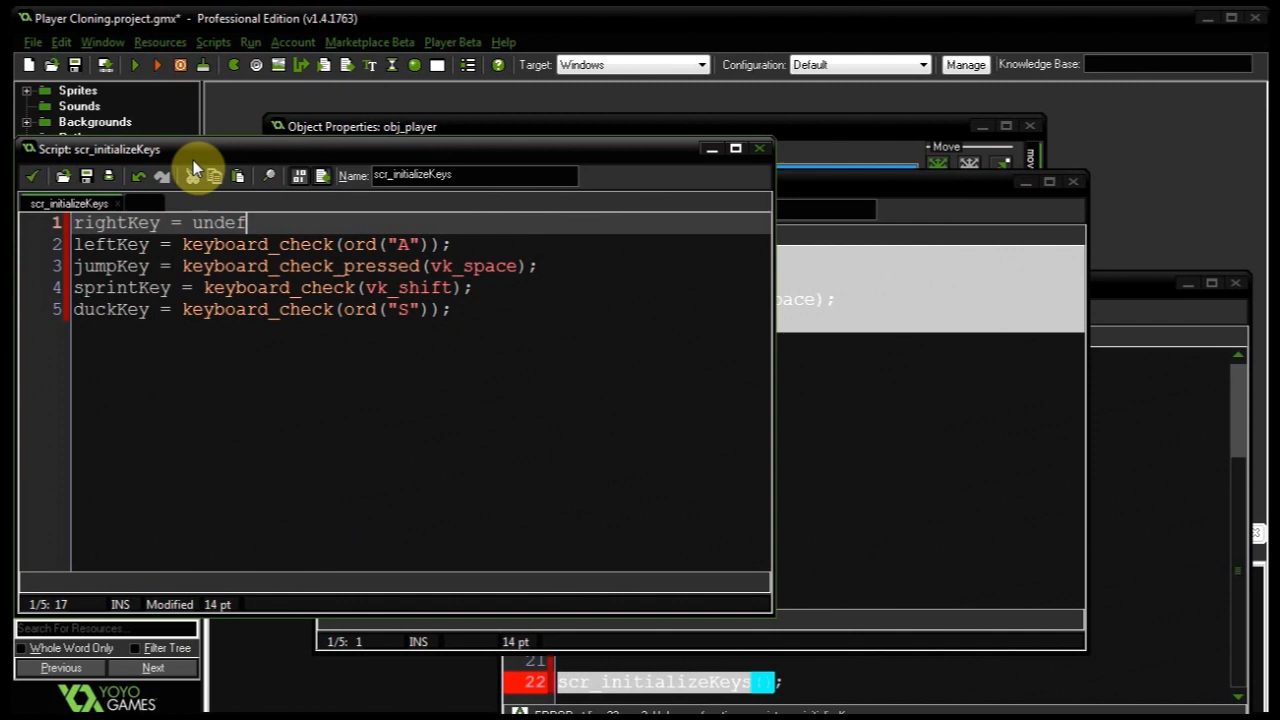 Player Cloning.project.gmx* - Professional Edition (v1.4.1763)
File Edit Window Resources Scripts Run Account Marketplace Beta Player Beta Help
Target: Windows Configuration: Default Manage Knowledge Base:
Sprites
Sounds
Backgrounds
Object Properties: obj_player
Move
move
Script: scr_initializeKeys
Name: scr_initializeKeys
scr_initializeKeys
1 rightKey = undef
2 leftKey = keyboard_check(ord("A"));
3 jumpKey = keyboard_check_pressed(vk_space);
4 sprintKey = keyboard_check(vk_shift);
5 duckKey = keyboard_check(ord("S"));
pace);
1/5: 17 INS Modified 14 pt
Search For Resources...
Whole Word Only Filter Tree
Previous Next
1/5: 1 INS 14 pt
21
22 scr_initializeKeys();
YOYO
GAMES